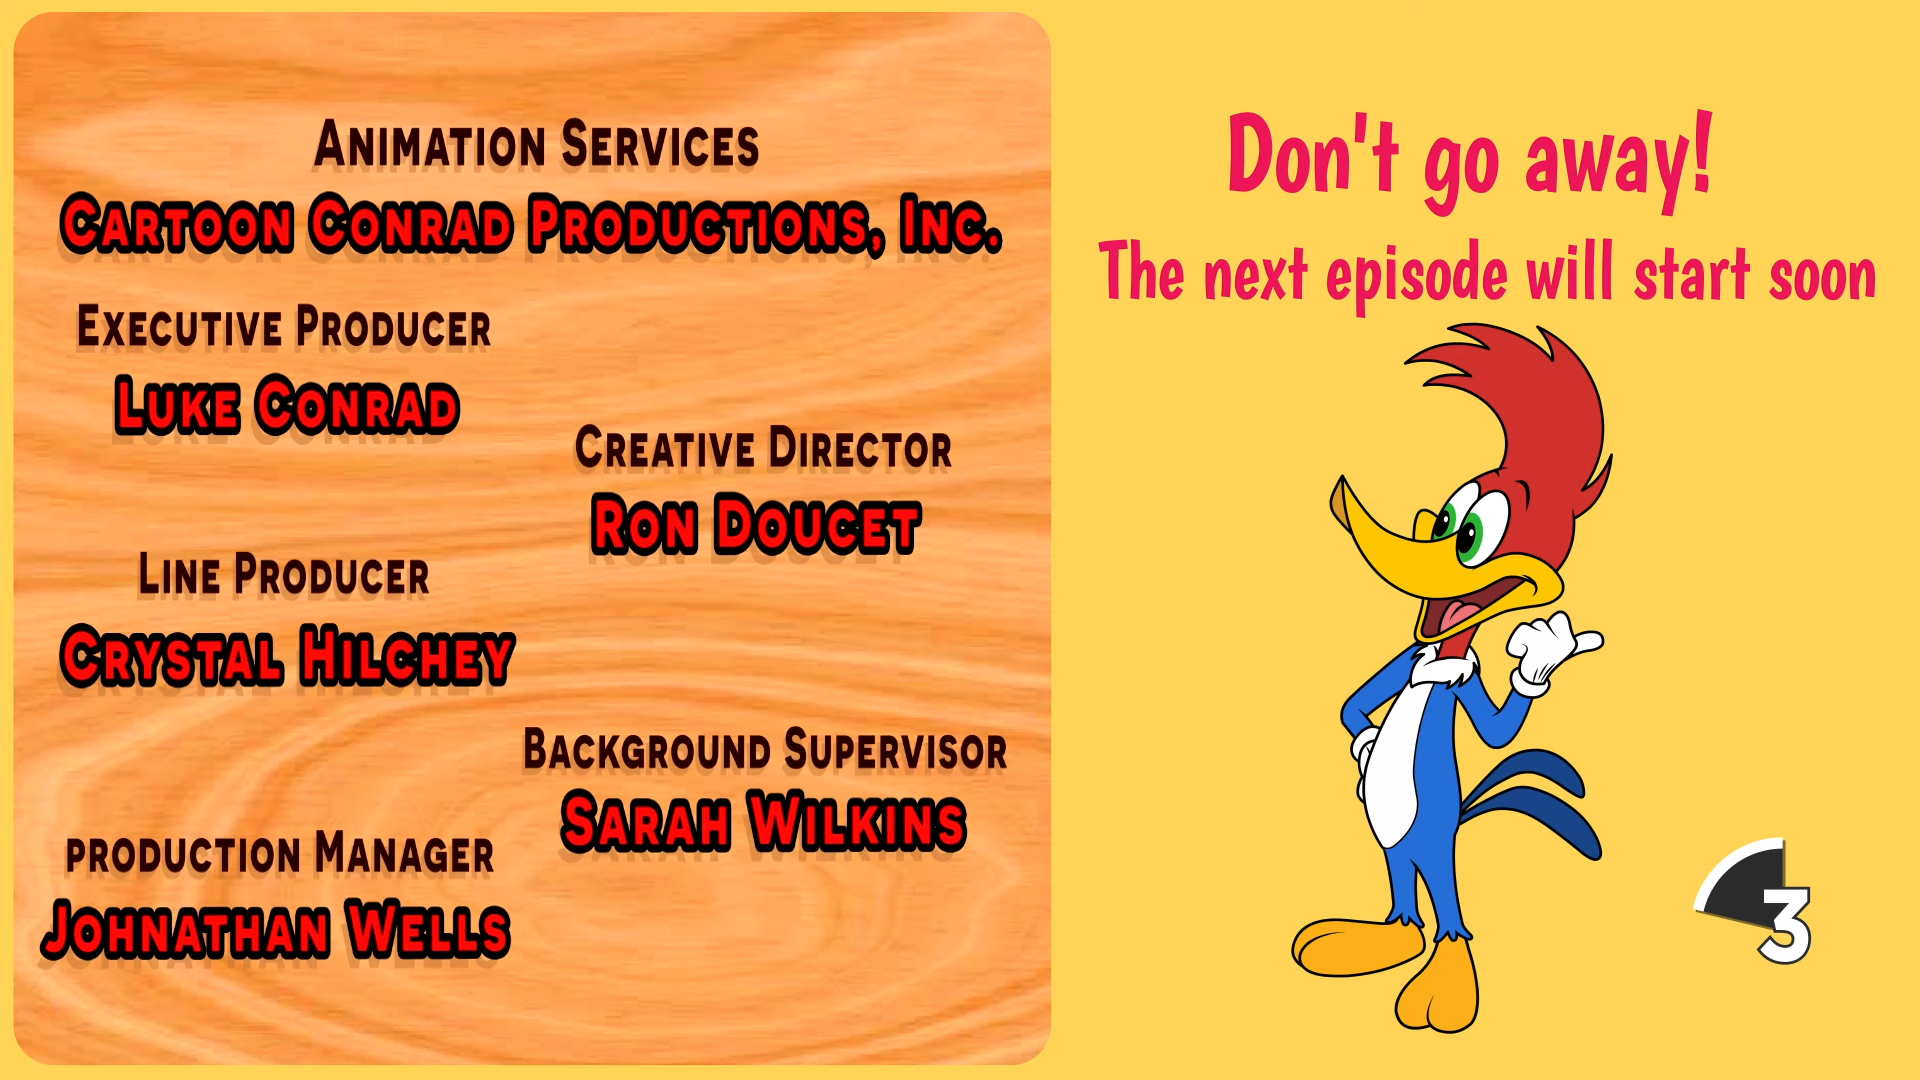 Animation Services
Cartoon Conrad Productions, Inc.
Executive Producer
Luke Conrad
Creative Director
Ron Doucet
Line Producer
Crystal Hilchey
Background Supervisor
Sarah Wilkins
production Manager
Johnathan Wells
Don't go away!
The next episode will start soon
3